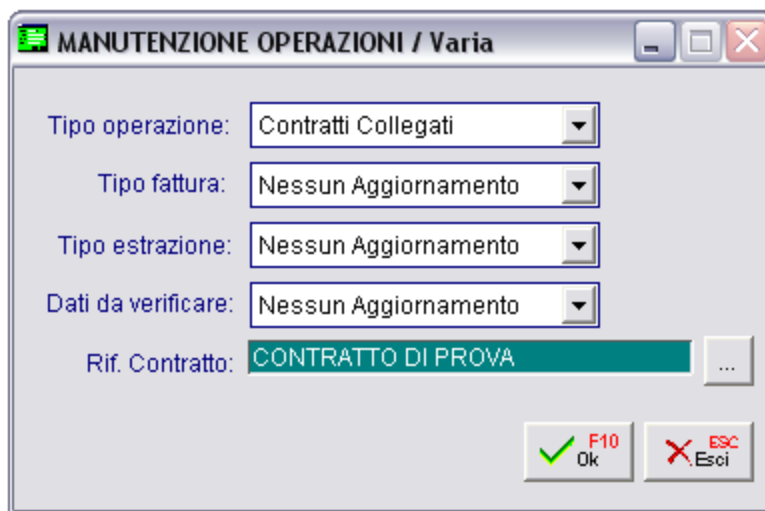 MANUTENZIONE OPERAZIONI / Varia
Tipo operazione: Contratti Collegati
Tipo fattura: Nessun Aggiornamento
Tipo estrazione: Nessun Aggiornamento
Dati da verificare: Nessun Aggiornamento
Rif. Contratto: CONTRATTO DI PROVA ...
F10 ESC
Ok Esci